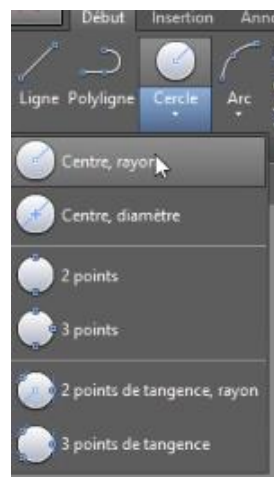 Début Insertion Anno
Ligne Polyligne Cercle Arc
Centre, rayon
Centre, diamètre
2 points
3 points
2 points de tangence, rayon
3 points de tangence